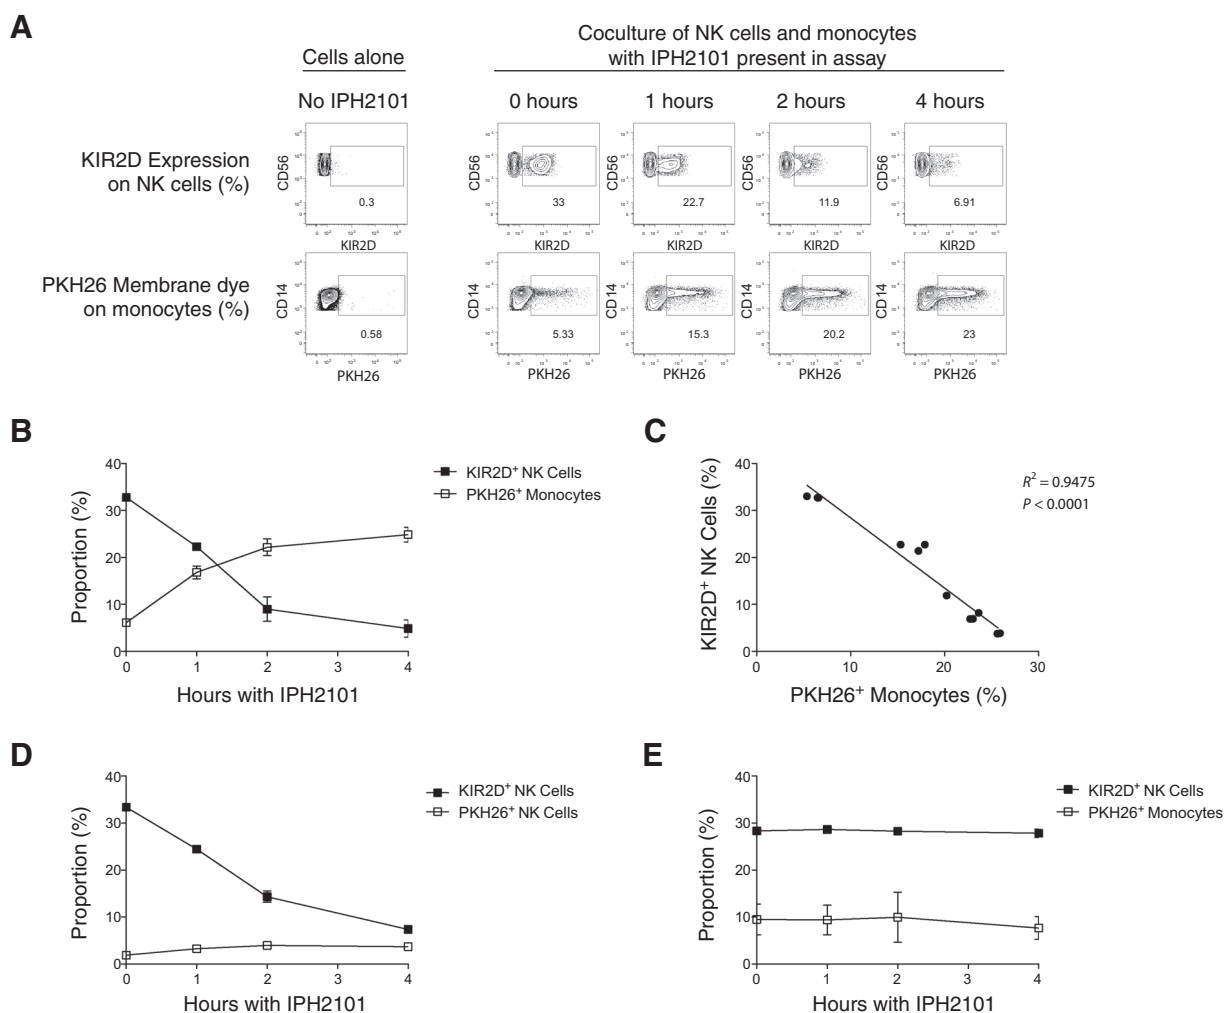 A
Cells alone
Coculture of NK cells and monocytes
with IPH2101 present in assay
No IPH2101
0 hours
1 hours
2 hours
4 hours
KIR2D Expression
on NK cells (%)
CD56
0.3
KIR2D
CD56
33
KIR2D
CD56
22.7
KIR2D
CD56
11.9
KIR2D
CD56
6.91
KIR2D
PKH26 Membrane dye
on monocytes (%)
CD14
0.58
PKH26
CD14
5.33
PKH26
CD14
15.3
PKH26
CD14
20.2
PKH26
CD14
23
PKH26
B
Proportion (%)
40
30
20
10
0
0 1 2 3 4
Hours with IPH2101
KIR2D+ NK Cells
PKH26+ Monocytes
C
KIR2D+ NK Cells (%)
40
30
20
10
0
0 10 20 30
PKH26+ Monocytes (%)
R2 = 0.9475
P < 0.0001
D
Proportion (%)
40
30
20
10
0
0 1 2 3 4
Hours with IPH2101
KIR2D+ NK Cells
PKH26+ NK Cells
E
Proportion (%)
40
30
20
10
0
0 1 2 3 4
Hours with IPH2101
KIR2D+ NK Cells
PKH26+ Monocytes